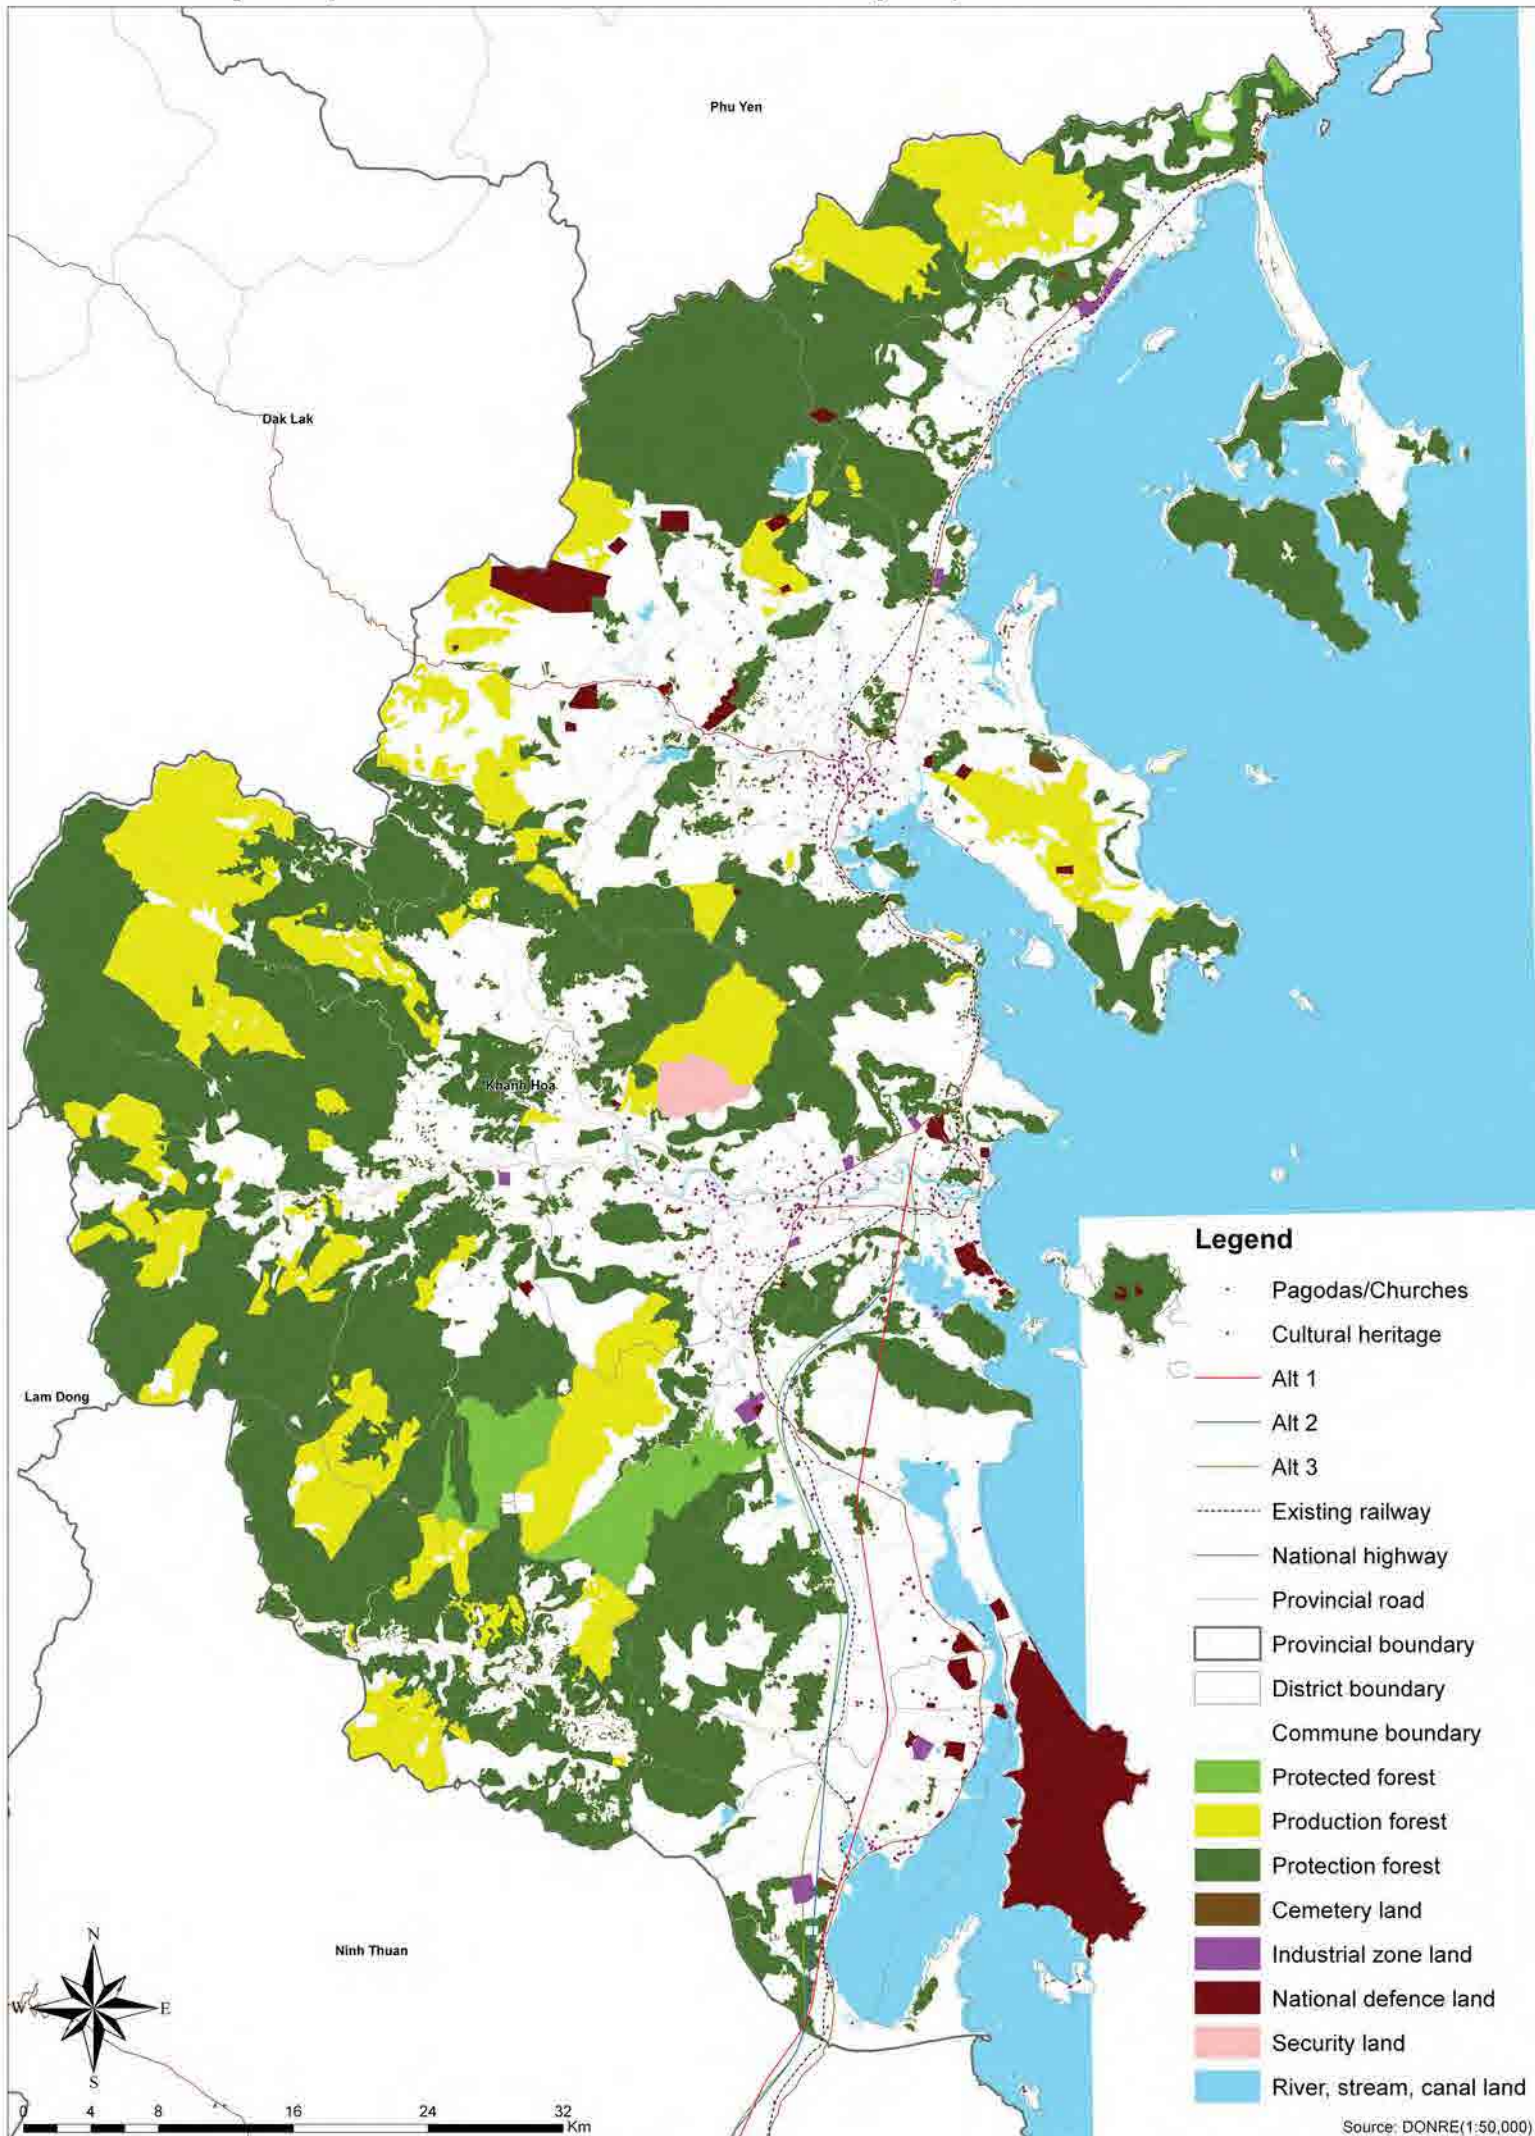 Phu Yen
Dak Lak
Khanh Hoa
Lam Dong
Ninh Thuan
Legend
Pagodas/Churches
Cultural heritage
Alt 1
Alt 2
Alt 3
Existing railway
National highway
Provincial road
Provincial boundary
District boundary
Commune boundary
Protected forest
Production forest
Protection forest
Cemetery land
Industrial zone land
National defence land
Security land
River, stream, canal land
N
W E
S
0 4 8 16 24 32
Km
Source: DONRE(1:50,000)